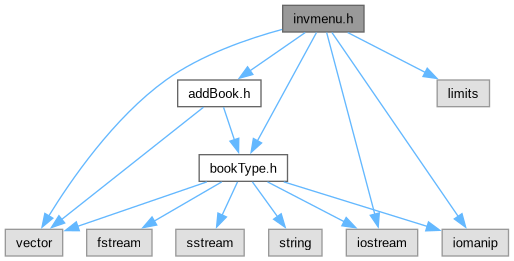 invmenu.h
addBook.h
limits
bookType.h
vector
fstream
sstream
string
iostream
iomanip